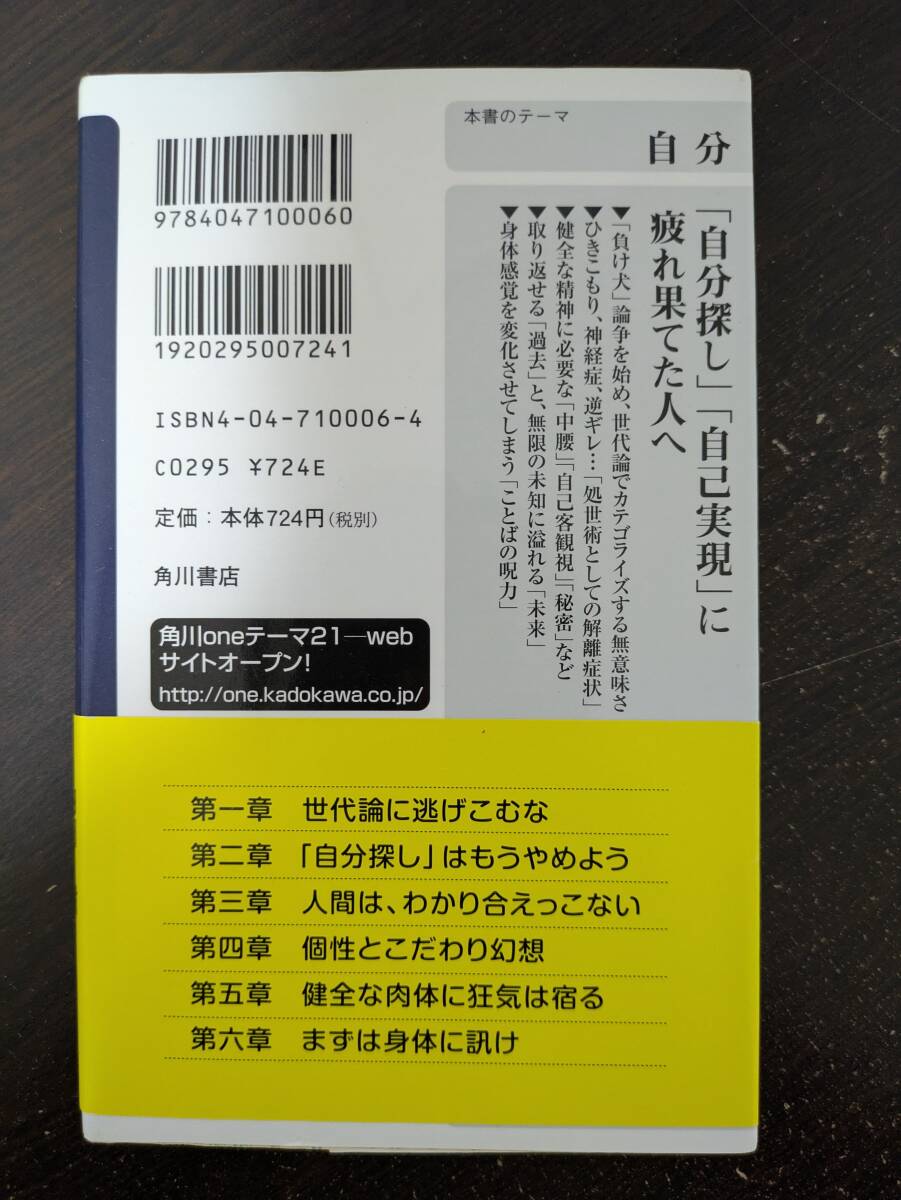 本書のテーマ
自分
「自分探し」「自己実現」に
疲れ果てた人へ
▼「負け犬」論争を始め、世代論でカテゴライズする無意味さ
▼ひきこもり、神経症、逆ギレ…「処世術としての解離症状」
▼健全な精神に必要な「中腰」「自己客観視」「秘密」など
▼取り返せる「過去」と、無限の未知に溢れる「未来」
▼身体感覚を変化させてしまう「ことばの呪力」
9784047100060
1920295007241
ISBN4-04-710006-4
C0295 ¥724E
定価：本体724円（税別）
角川書店
角川oneテーマ21―web
サイトオープン！
http://one.kadokawa.co.jp/
第一章 世代論に逃げこむな
第二章 「自分探し」はもうやめよう
第三章 人間は、わかり合えっこない
第四章 個性とこだわり幻想
第五章 健全な肉体に狂気は宿る
第六章 まずは身体に訊け